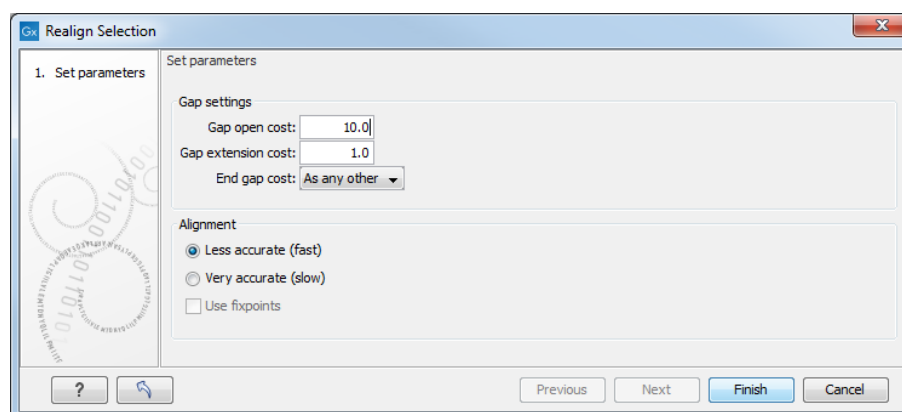 Gx Realign Selection
1. Set parameters
Set parameters
Gap settings
Gap open cost: 10.0
Gap extension cost: 1.0
End gap cost: As any other
Alignment
Less accurate (fast)
Very accurate (slow)
Use fixpoints
? Previous Next Finish Cancel